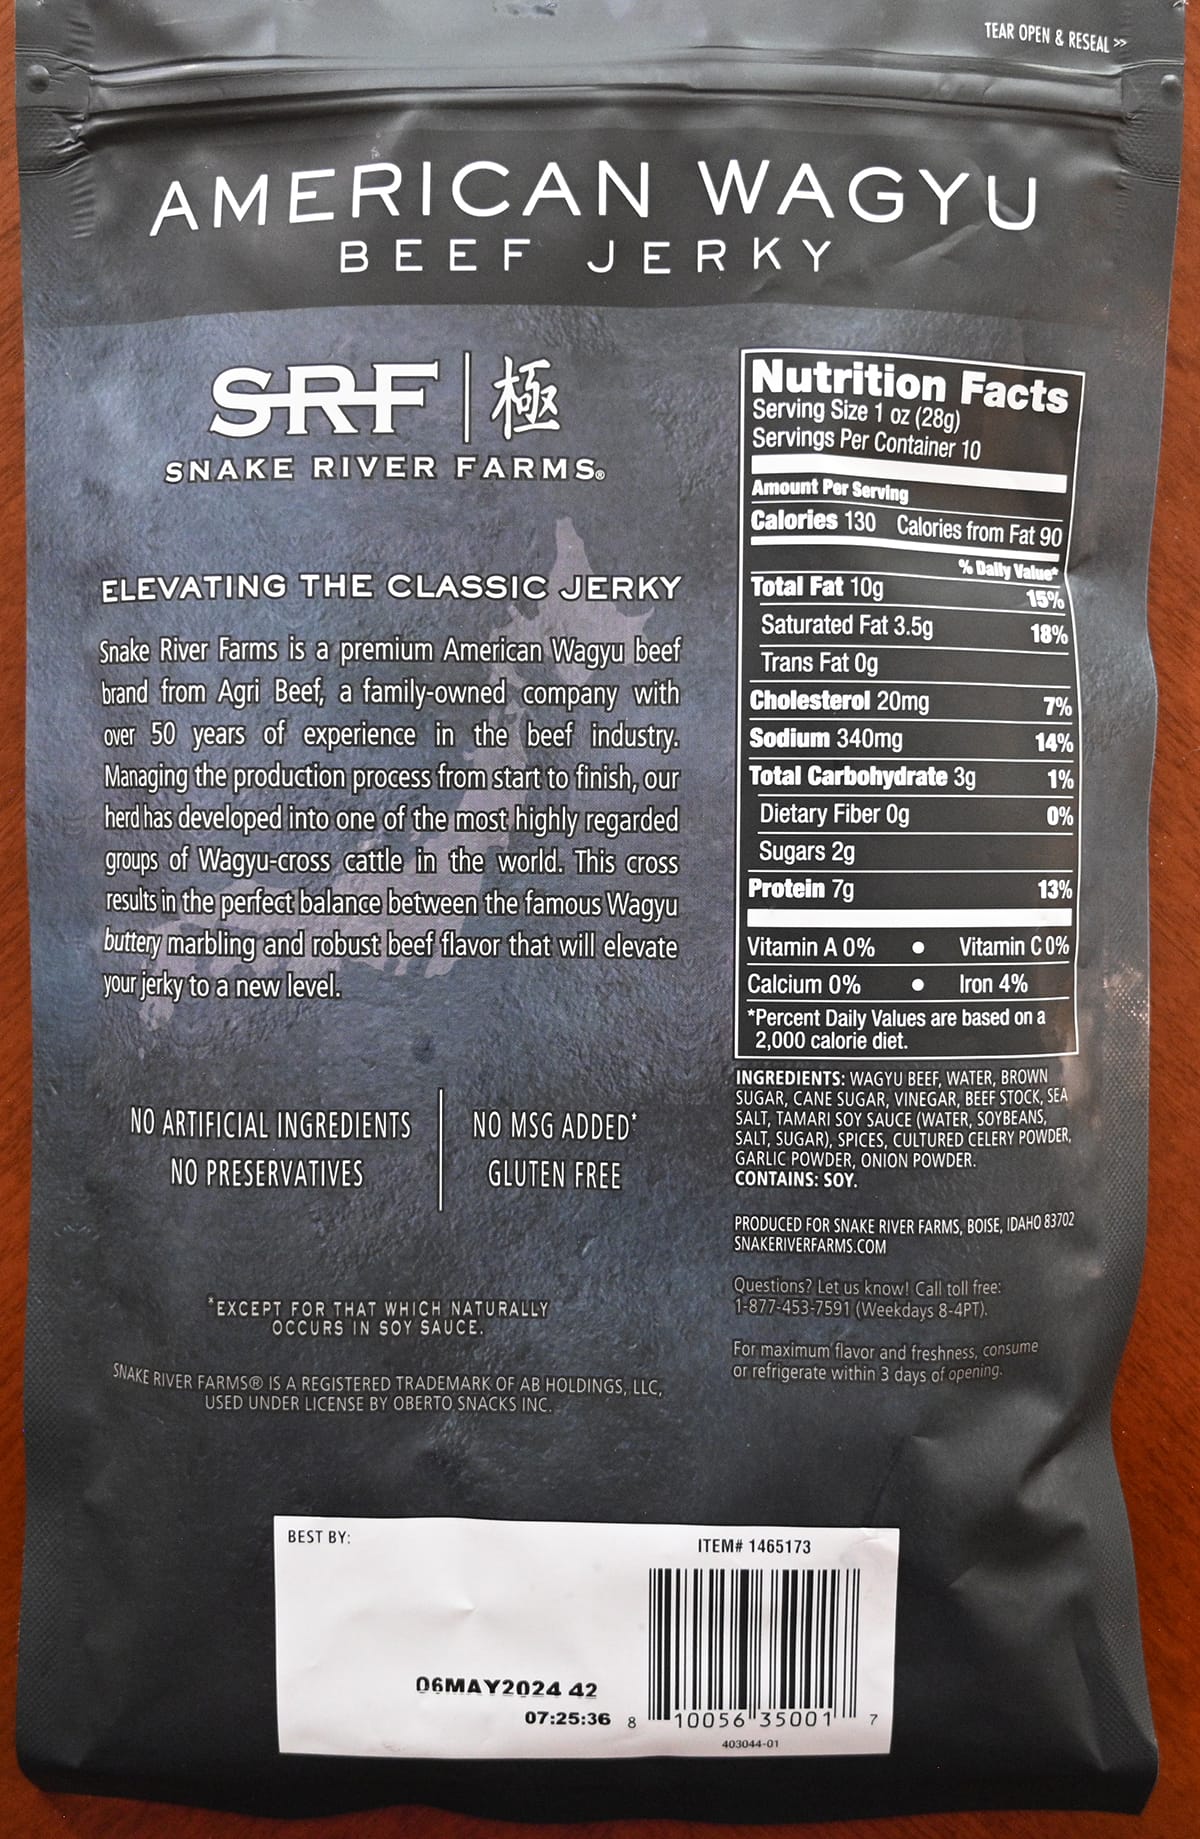 TEAR OPEN & RESEAL >>
AMERICAN WAGYU
BEEF JERKY
SRF | 極
SNAKE RIVER FARMS®
ELEVATING THE CLASSIC JERKY
Snake River Farms is a premium American Wagyu beef
brand from Agri Beef, a family-owned company with
over 50 years of experience in the beef industry.
Managing the production process from start to finish, our
herd has developed into one of the most highly regarded
groups of Wagyu-cross cattle in the world. This cross
results in the perfect balance between the famous Wagyu
buttery marbling and robust beef flavor that will elevate
your jerky to a new level.
NO ARTIFICIAL INGREDIENTS
NO PRESERVATIVES
NO MSG ADDED*
GLUTEN FREE
*EXCEPT FOR THAT WHICH NATURALLY
OCCURS IN SOY SAUCE.
SNAKE RIVER FARMS® IS A REGISTERED TRADEMARK OF AB HOLDINGS, LLC,
USED UNDER LICENSE BY OBERTO SNACKS INC.
Nutrition Facts
Serving Size 1 oz (28g)
Servings Per Container 10
Amount Per Serving
Calories 130 Calories from Fat 90
% Daily Value*
Total Fat 10g 15%
Saturated Fat 3.5g 18%
Trans Fat 0g
Cholesterol 20mg 7%
Sodium 340mg 14%
Total Carbohydrate 3g 1%
Dietary Fiber 0g 0%
Sugars 2g
Protein 7g 13%
Vitamin A 0% • Vitamin C 0%
Calcium 0% • Iron 4%
*Percent Daily Values are based on a
2,000 calorie diet.
INGREDIENTS: WAGYU BEEF, WATER, BROWN
SUGAR, CANE SUGAR, VINEGAR, BEEF STOCK, SEA
SALT, TAMARI SOY SAUCE (WATER, SOYBEANS,
SALT, SUGAR), SPICES, CULTURED CELERY POWDER,
GARLIC POWDER, ONION POWDER.
CONTAINS: SOY.
PRODUCED FOR SNAKE RIVER FARMS, BOISE, IDAHO 83702
SNAKERIVERFARMS.COM
Questions? Let us know! Call toll free:
1-877-453-7591 (Weekdays 8-4PT).
For maximum flavor and freshness, consume
or refrigerate within 3 days of opening.
BEST BY:
06MAY2024 42
07:25:36
ITEM# 1465173
8 10056 35001 7
403044-01